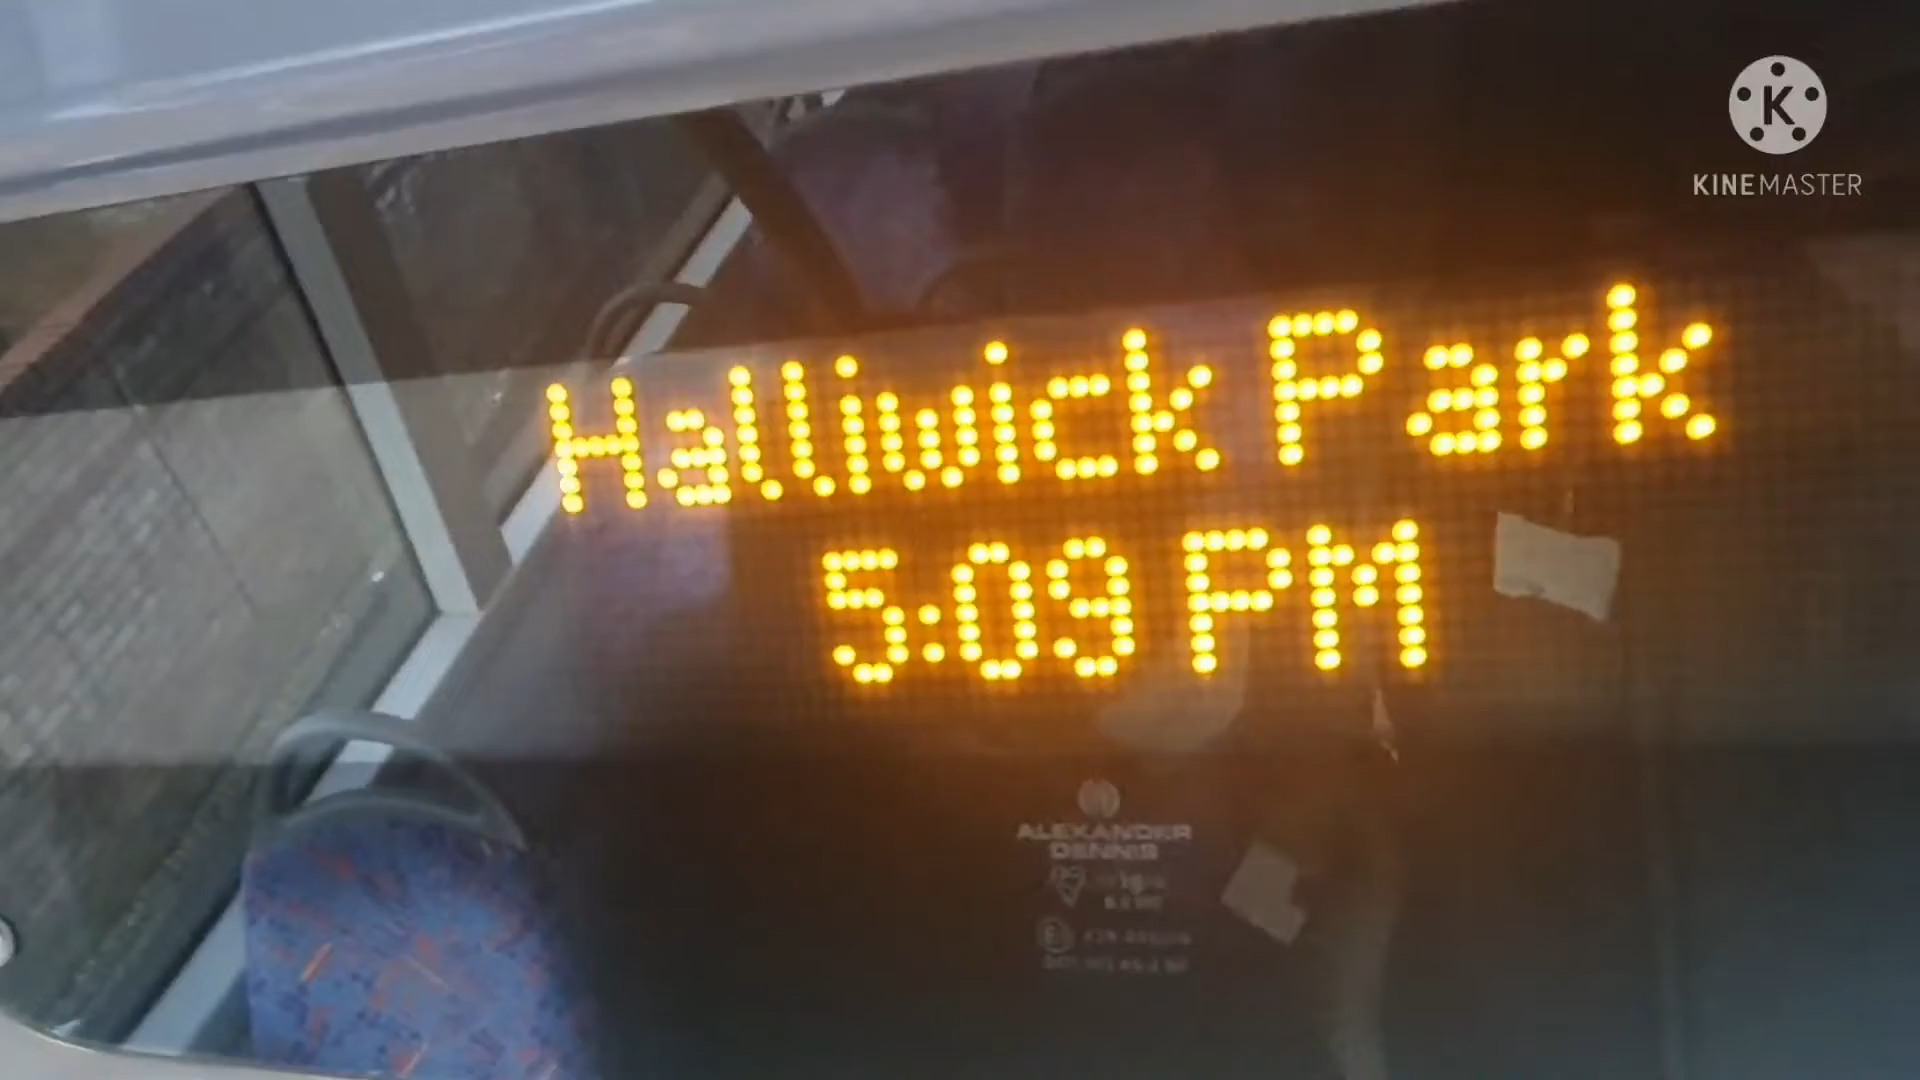 K
KINEMASTER
Halliwick Park
5:09 PM
ALEXANDER
DENNIS